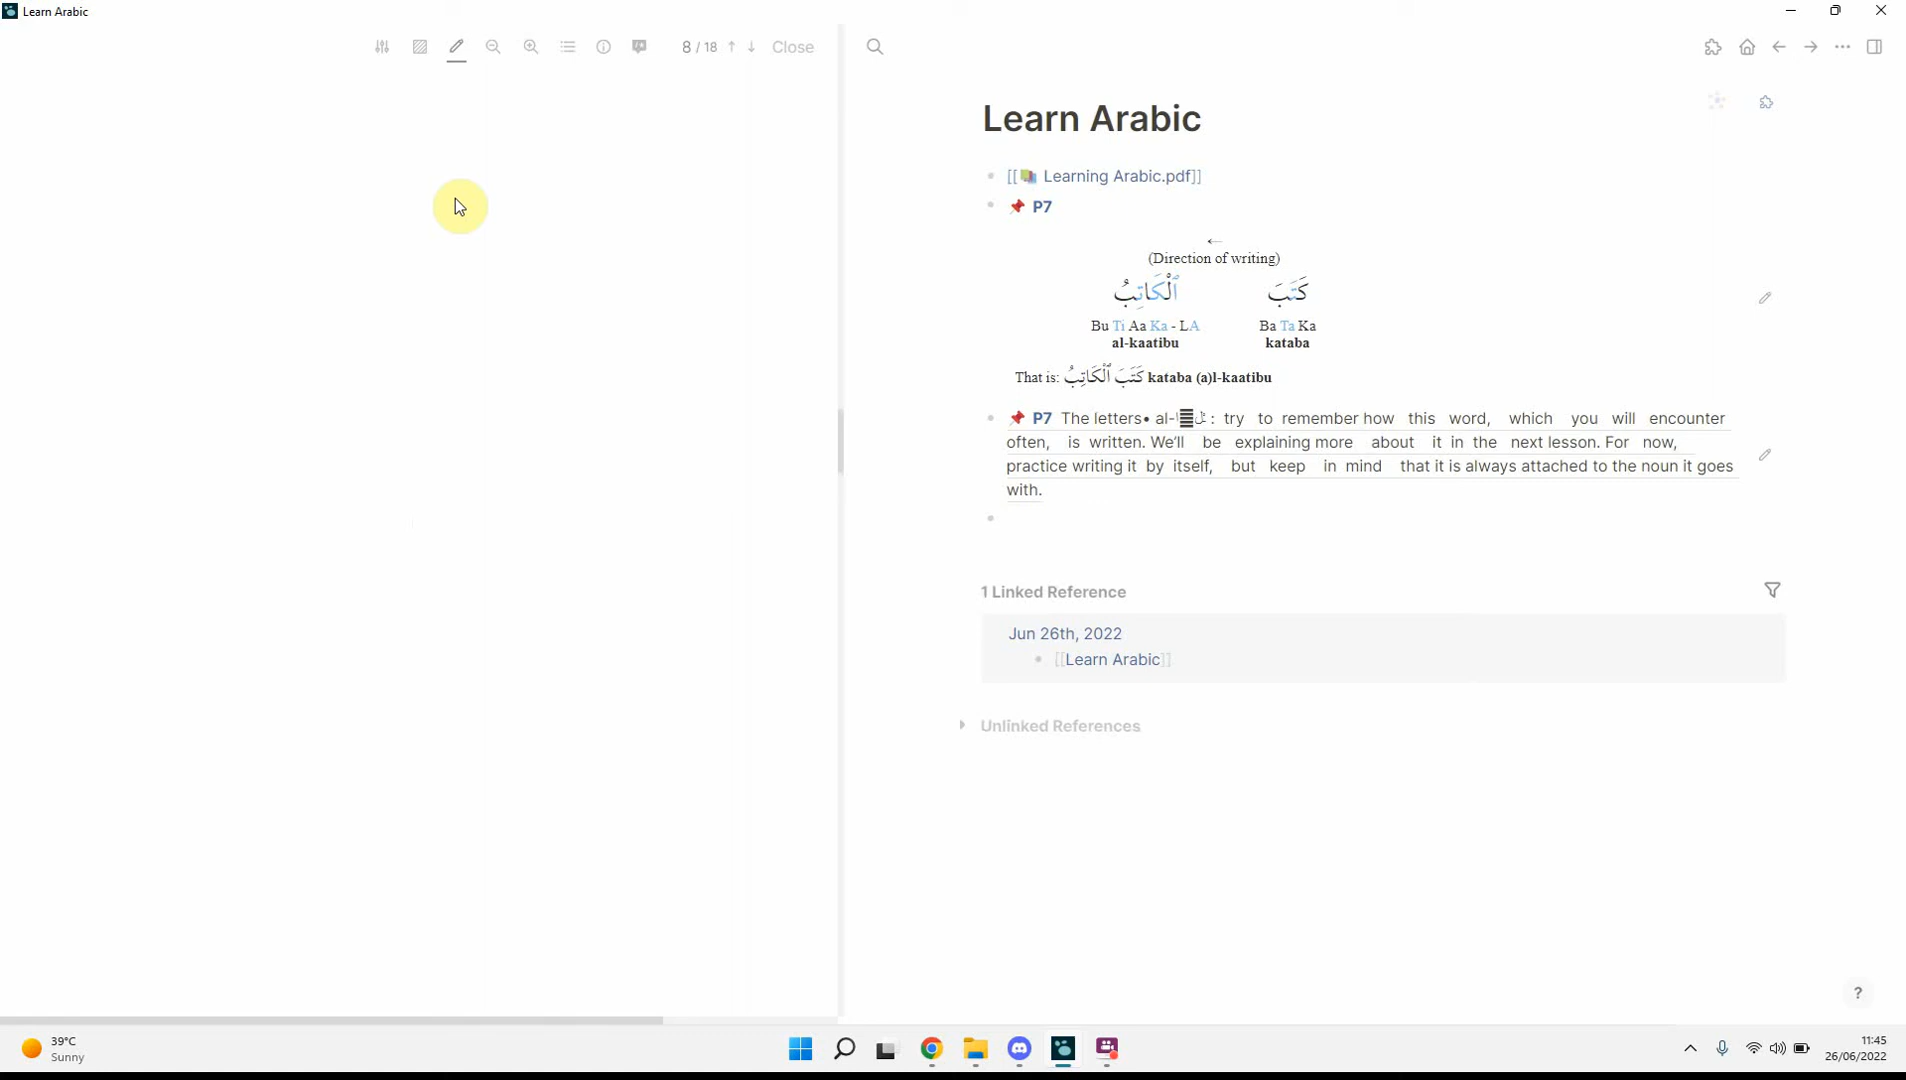 Learn Arabic
8 / 18
Close
Learn Arabic
[[📚 Learning Arabic.pdf]]
📌 P7
←
(Direction of writing)
كَتَبَ ٱلْكَاتِبُ
Bu Ti Aa Ka - LA Ba Ta Ka
al-kaatibu kataba
That is: كَتَبَ ٱلْكَاتِبُ kataba (a)l-kaatibu
📌 P7 The letters• al- : try to remember how this word, which you will encounter
often, is written. We’ll be explaining more about it in the next lesson. For now,
practice writing it by itself, but keep in mind that it is always attached to the noun it goes
with.
1 Linked Reference
Jun 26th, 2022
[[Learn Arabic]]
Unlinked References
?
39°C
Sunny
11:45
26/06/2022